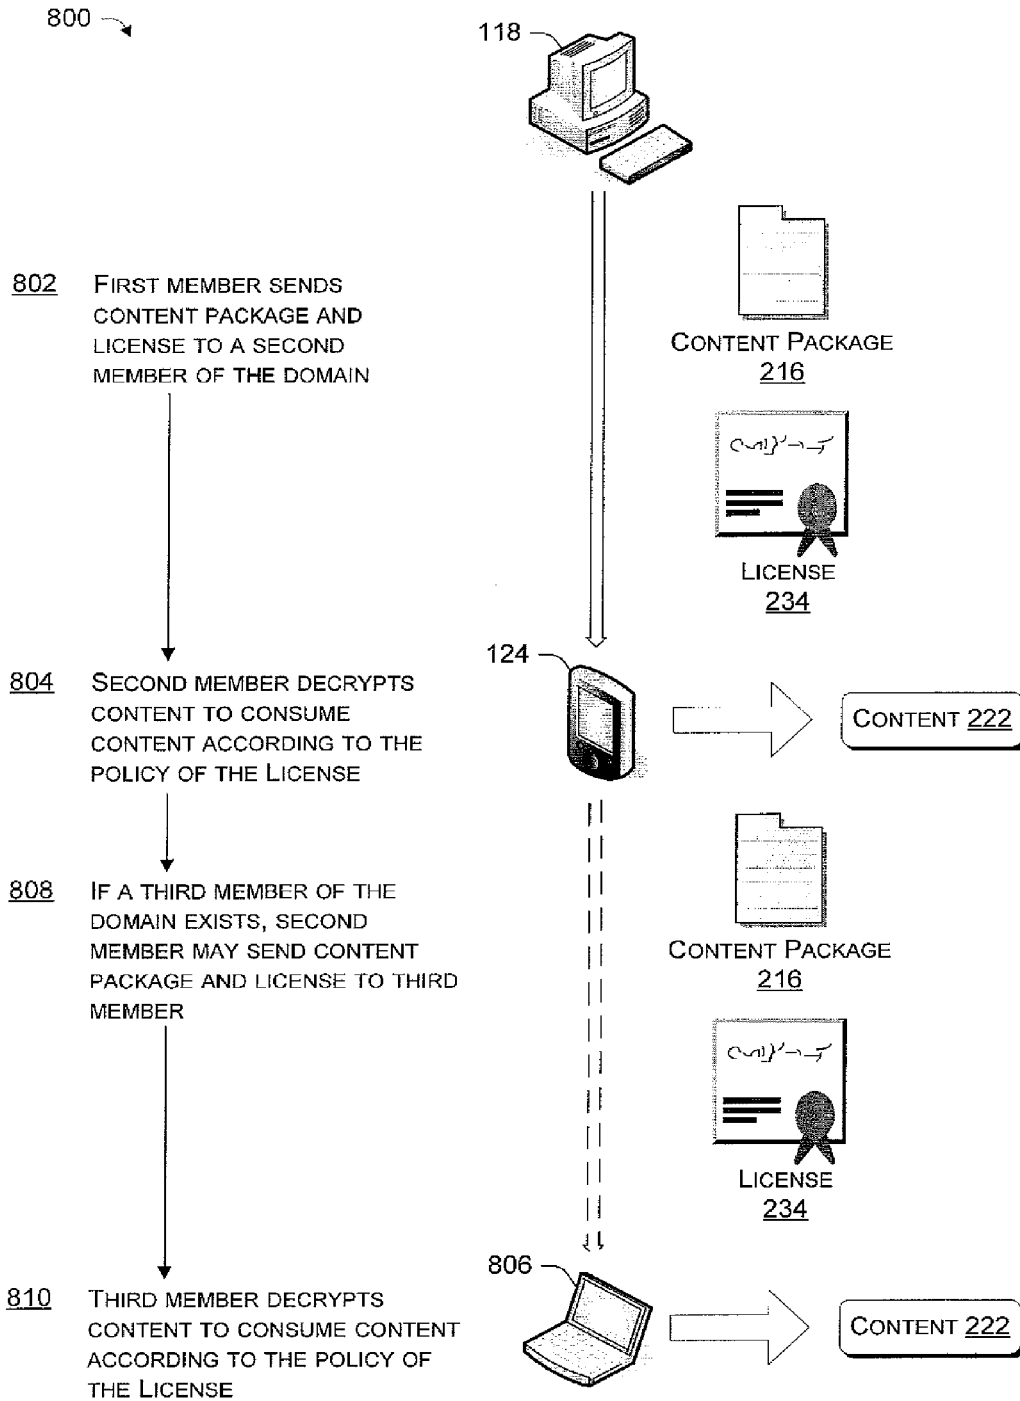 800
118
802 FIRST MEMBER SENDS
CONTENT PACKAGE AND
LICENSE TO A SECOND
MEMBER OF THE DOMAIN
CONTENT PACKAGE
216
LICENSE
234
124
804 SECOND MEMBER DECRYPTS
CONTENT TO CONSUME
CONTENT ACCORDING TO THE
POLICY OF THE LICENSE
CONTENT 222
808 IF A THIRD MEMBER OF THE
DOMAIN EXISTS, SECOND
MEMBER MAY SEND CONTENT
PACKAGE AND LICENSE TO THIRD
MEMBER
CONTENT PACKAGE
216
LICENSE
234
806
810 THIRD MEMBER DECRYPTS
CONTENT TO CONSUME CONTENT
ACCORDING TO THE POLICY OF
THE LICENSE
CONTENT 222